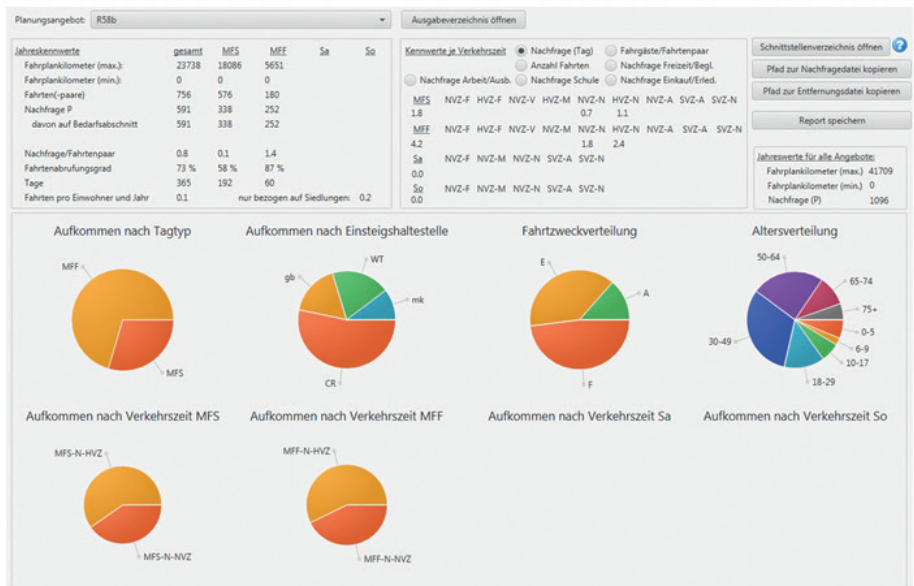 Planungsangebot: R58b
Ausgabeverzeichnis öffnen
Jahreskennwerte gesamt MFS MFF Sa So
Fahrplankilometer (max.): 23738 18086 5651
Fahrplankilometer (min.): 0 0 0
Fahrten(-paare) 756 576 180
Nachfrage P 591 338 252
davon auf Bedarfsabschnitt 591 338 252
Nachfrage/Fahrtenpaar 0.8 0.1 1.4
Fahrtenabrufungsgrad 73 % 58 % 87 %
Tage 365 192 60
Fahrten pro Einwohner und Jahr 0.1 nur bezogen auf Siedlungen: 0.2
Kennwerte je Verkehrszeit Nachfrage (Tag) Fahrgäste/Fahrtenpaar
Anzahl Fahrten Nachfrage Freizeit/Begl.
Nachfrage Arbeit/Ausb. Nachfrage Schule Nachfrage Einkauf/Erled.
MFS NVZ-F HVZ-F NVZ-V HVZ-M NVZ-N HVZ-N NVZ-A SVZ-A SVZ-N
1.8 0.7 1.1
MFF NVZ-F HVZ-F NVZ-V HVZ-M NVZ-N HVZ-N NVZ-A SVZ-A SVZ-N
4.2 1.8 2.4
Sa NVZ-F NVZ-M NVZ-N SVZ-A SVZ-N
0.0
So NVZ-F NVZ-M NVZ-N SVZ-A SVZ-N
0.0
Schnittstellenverzeichnis öffnen ?
Pfad zur Nachfragedatei kopieren
Pfad zur Entfernungsdatei kopieren
Report speichern
Jahreswerte für alle Angebote:
Fahrplankilometer (max.) 41709
Fahrplankilometer (min.) 0
Nachfrage (P) 1096
Aufkommen nach Tagtyp
MFF
MFS
Aufkommen nach Einsteigshaltestelle
gb
WT
mk
CR
Fahrtzweckverteilung
E
A
F
Altersverteilung
50-64
65-74
75+
0-5
6-9
10-17
18-29
30-49
Aufkommen nach Verkehrszeit MFS
MFS-N-HVZ
MFS-N-NVZ
Aufkommen nach Verkehrszeit MFF
MFF-N-HVZ
MFF-N-NVZ
Aufkommen nach Verkehrszeit Sa
Aufkommen nach Verkehrszeit So